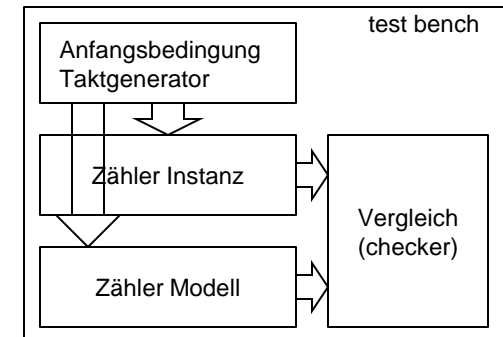 test bench
Anfangsbedingung
Taktgenerator
Zähler Instanz
Vergleich
(checker)
Zähler Modell